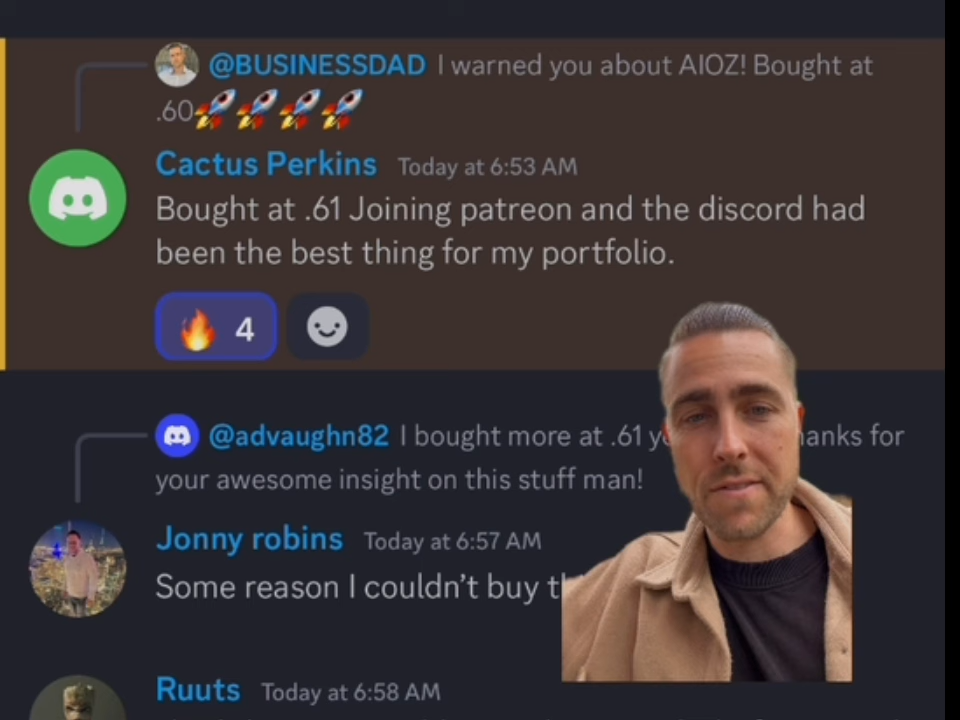 @BUSINESSDAD I warned you about AIOZ! Bought at
.60🚀🚀🚀🚀
Cactus Perkins Today at 6:53 AM
Bought at .61 Joining patreon and the discord had
been the best thing for my portfolio.
🔥 4
@advaughn82 I bought more at .61 for
your awesome insight on this stuff man!
Jonny robins Today at 6:57 AM
Some reason I couldn't buy
Ruuts Today at 6:58 AM